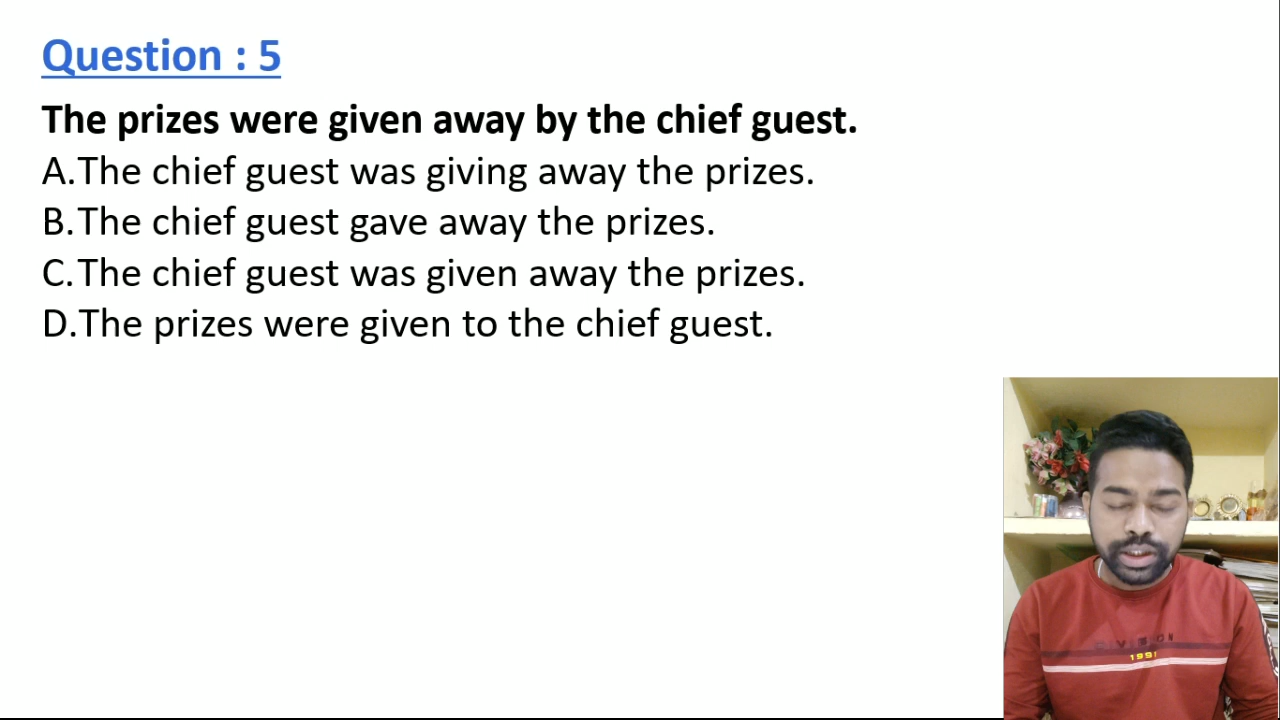 Question : 5
The prizes were given away by the chief guest.
A.The chief guest was giving away the prizes.
B.The chief guest gave away the prizes.
C.The chief guest was given away the prizes.
D.The prizes were given to the chief guest.
1991